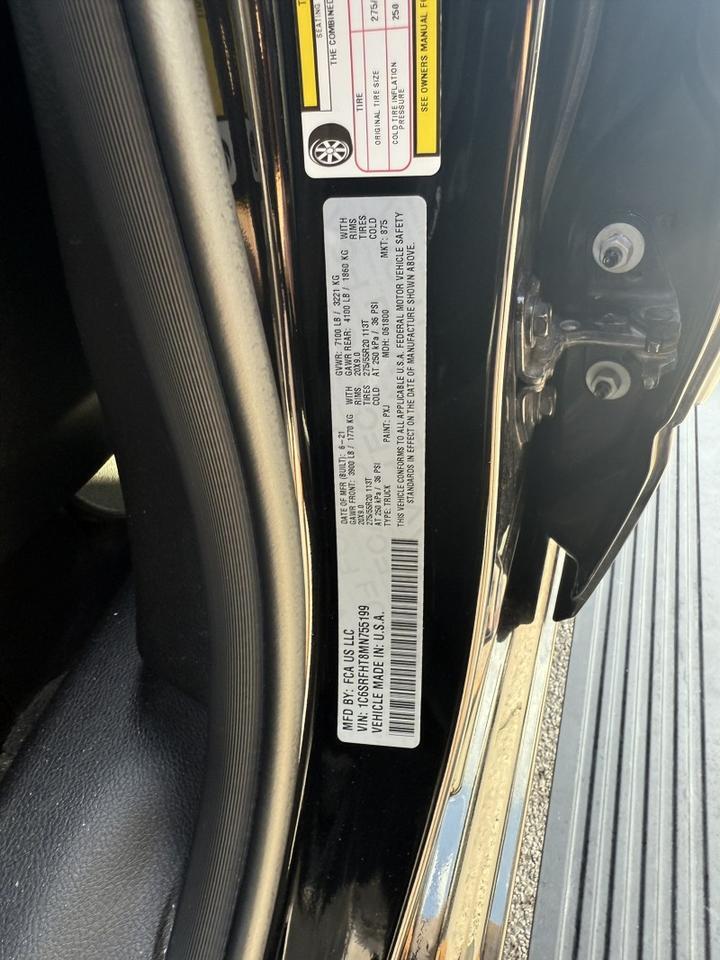 SEATING
THE COMBINED
TIRE
ORIGINAL TIRE SIZE
275/
COLD TIRE INFLATION
PRESSURE
250
SEE OWNERS MANUAL
MFD BY: FCA US LLC
VIN: 1C6SRFHT8MN755199
VEHICLE MADE IN: U.S.A.
DATE OF MFR (BUILT): 6-21 GVWR: 7100 LB / 3221 KG
GAWR FRONT: 3900 LB / 1770 KG WITH GAWR REAR: 4100 LB / 1860 KG WITH
20X9.0 RIMS 20X9.0 RIMS
275/55R20 113T TIRES 275/55R20 113T TIRES
AT 250 kPa / 36 PSI COLD AT 250 kPa / 36 PSI COLD
TYPE: TRUCK PAINT: PXJ MDH: 061800 MKT: 875
THIS VEHICLE CONFORMS TO ALL APPLICABLE U.S.A. FEDERAL MOTOR VEHICLE SAFETY
STANDARDS IN EFFECT ON THE DATE OF MANUFACTURE SHOWN ABOVE.